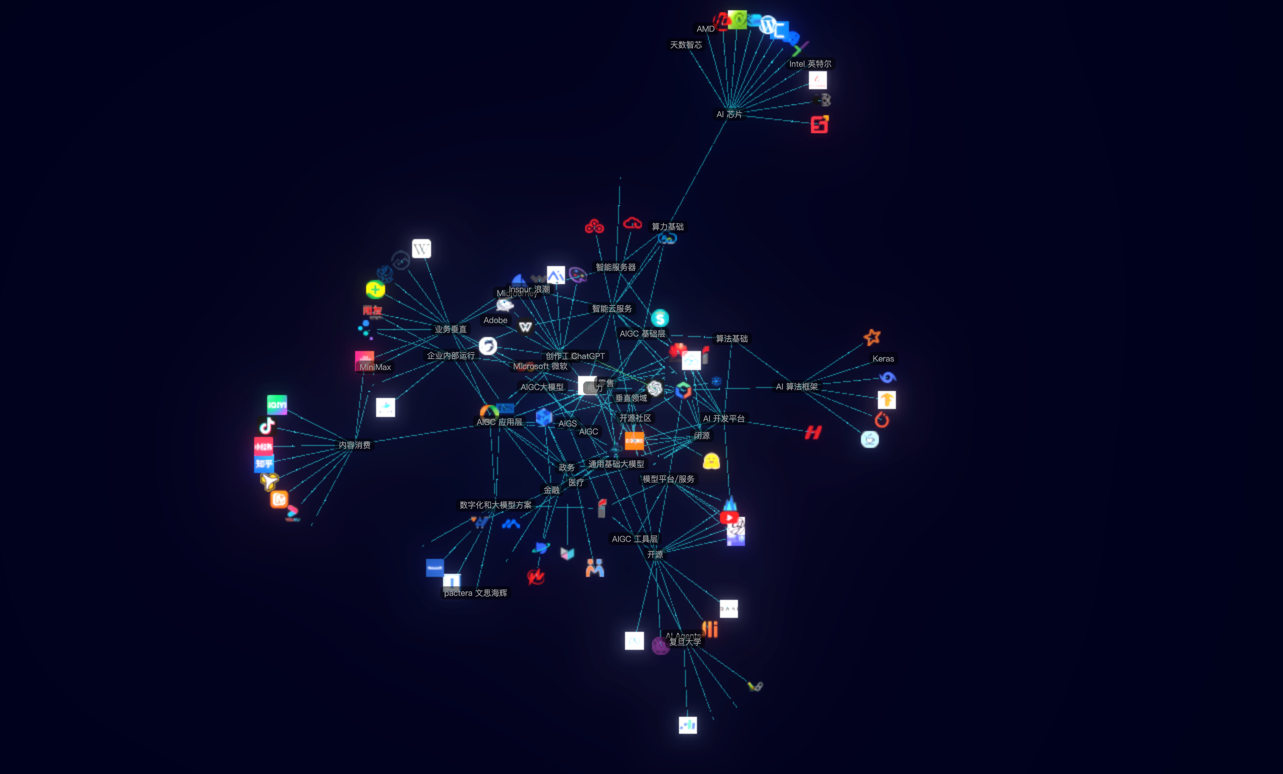 AMD
天数智芯
Intel 英特尔
AI 芯片
算力基础
智能服务器
Inspur 浪潮
智能云服务
Adobe
业务垂直
AIGC 基础层
算法基础
企业内部运行
创作工
ChatGPT
Keras
MiniMax
Microsoft 微软
AIGC大模型
零售
AI 算法框架
垂直领域
AIGC 应用层
AIGS
开源社区
AI 开发平台
AIGC
闭源
内容消费
知乎
政务
通用基础大模型
医疗
模型平台/服务
金融
数字化和大模型方案
AIGC 工具层
开源
pactera 文思海辉
AI Agents
复旦大学